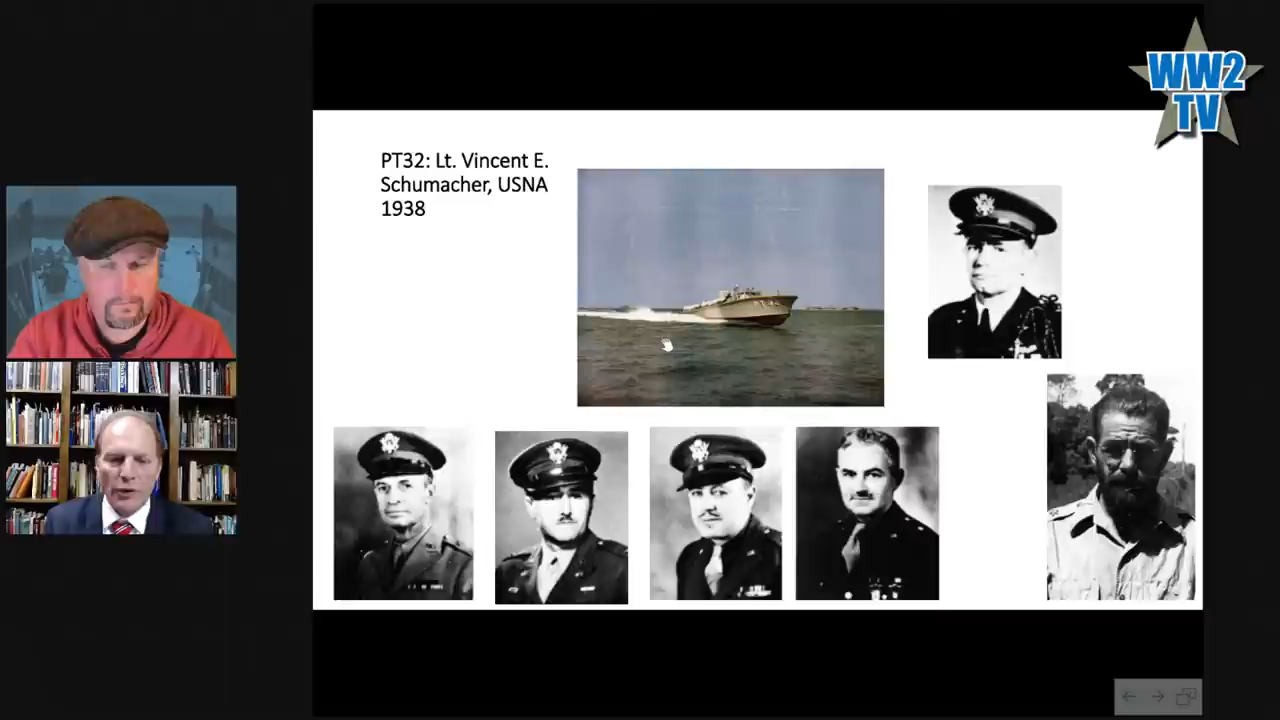 WW2
TV
PT32: Lt. Vincent E.
Schumacher, USNA
1938